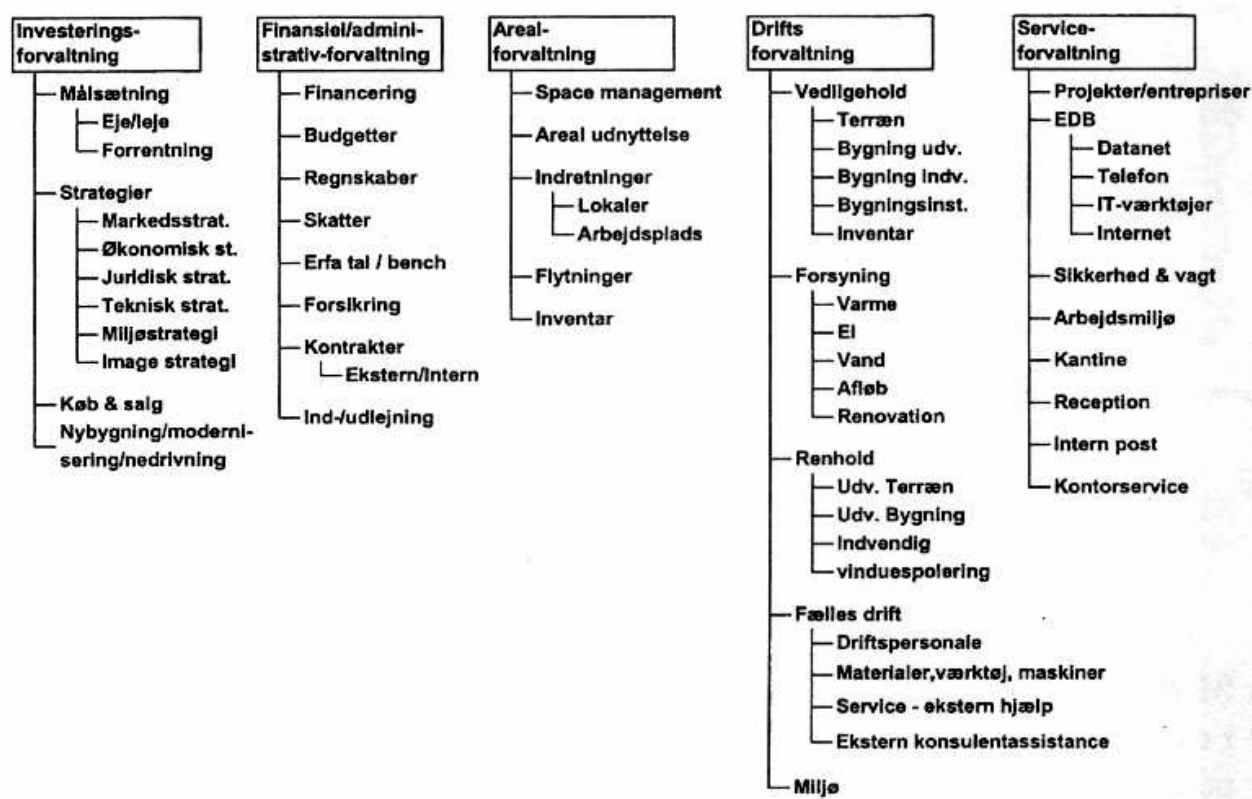 Investerings-
forvaltning
Målsætning
Eje/leje
Forrentning
Strategier
Markedsstrat.
Økonomisk st.
Juridisk strat.
Teknisk strat.
Miljøstrategi
Image strategi
Køb & salg
Nybygning/moderni-
sering/nedrivning
Finansiel/admini-
strativ-forvaltning
Financering
Budgetter
Regnskaber
Skatter
Erfa tal / bench
Forsikring
Kontrakter
Ekstern/Intern
Ind-/udlejning
Areal-
forvaltning
Space management
Areal udnyttelse
Indretninger
Lokaler
Arbejdsplads
Flytninger
Inventar
Drifts
forvaltning
Vedligehold
Terræn
Bygning udv.
Bygning indv.
Bygningsinst.
Inventar
Forsyning
Varme
El
Vand
Afløb
Renovation
Renhold
Udv. Terræn
Udv. Bygning
Indvendig
vinduespolering
Fælles drift
Driftspersonale
Materialer,værktøj, maskiner
Service - ekstern hjælp
Ekstern konsulentassistance
Miljø
Service-
forvaltning
Projekter/entrepriser
EDB
Datanet
Telefon
IT-værktøjer
Internet
Sikkerhed & vagt
Arbejdsmiljø
Kantine
Reception
Intern post
Kontorservice